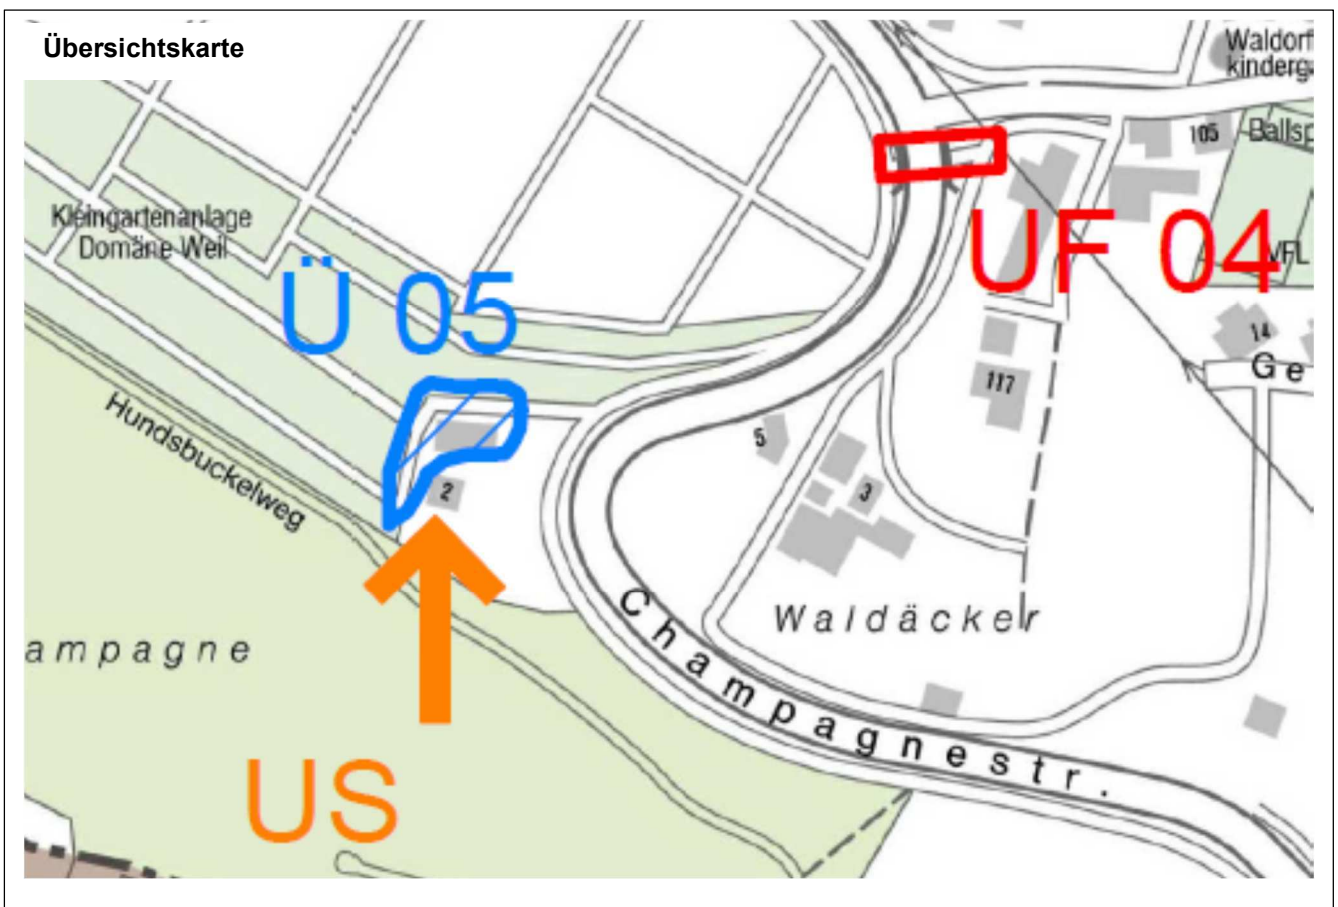 Übersichtskarte
Waldorf
kinderg
105
Ballsp
Kleingartenanlage
Domäne Weil
UF 04
VFL
Ü 05
14
Ge
117
Hundsbuckelweg
5
2
3
Waldäcker
ampagne
Champagnestr.
US